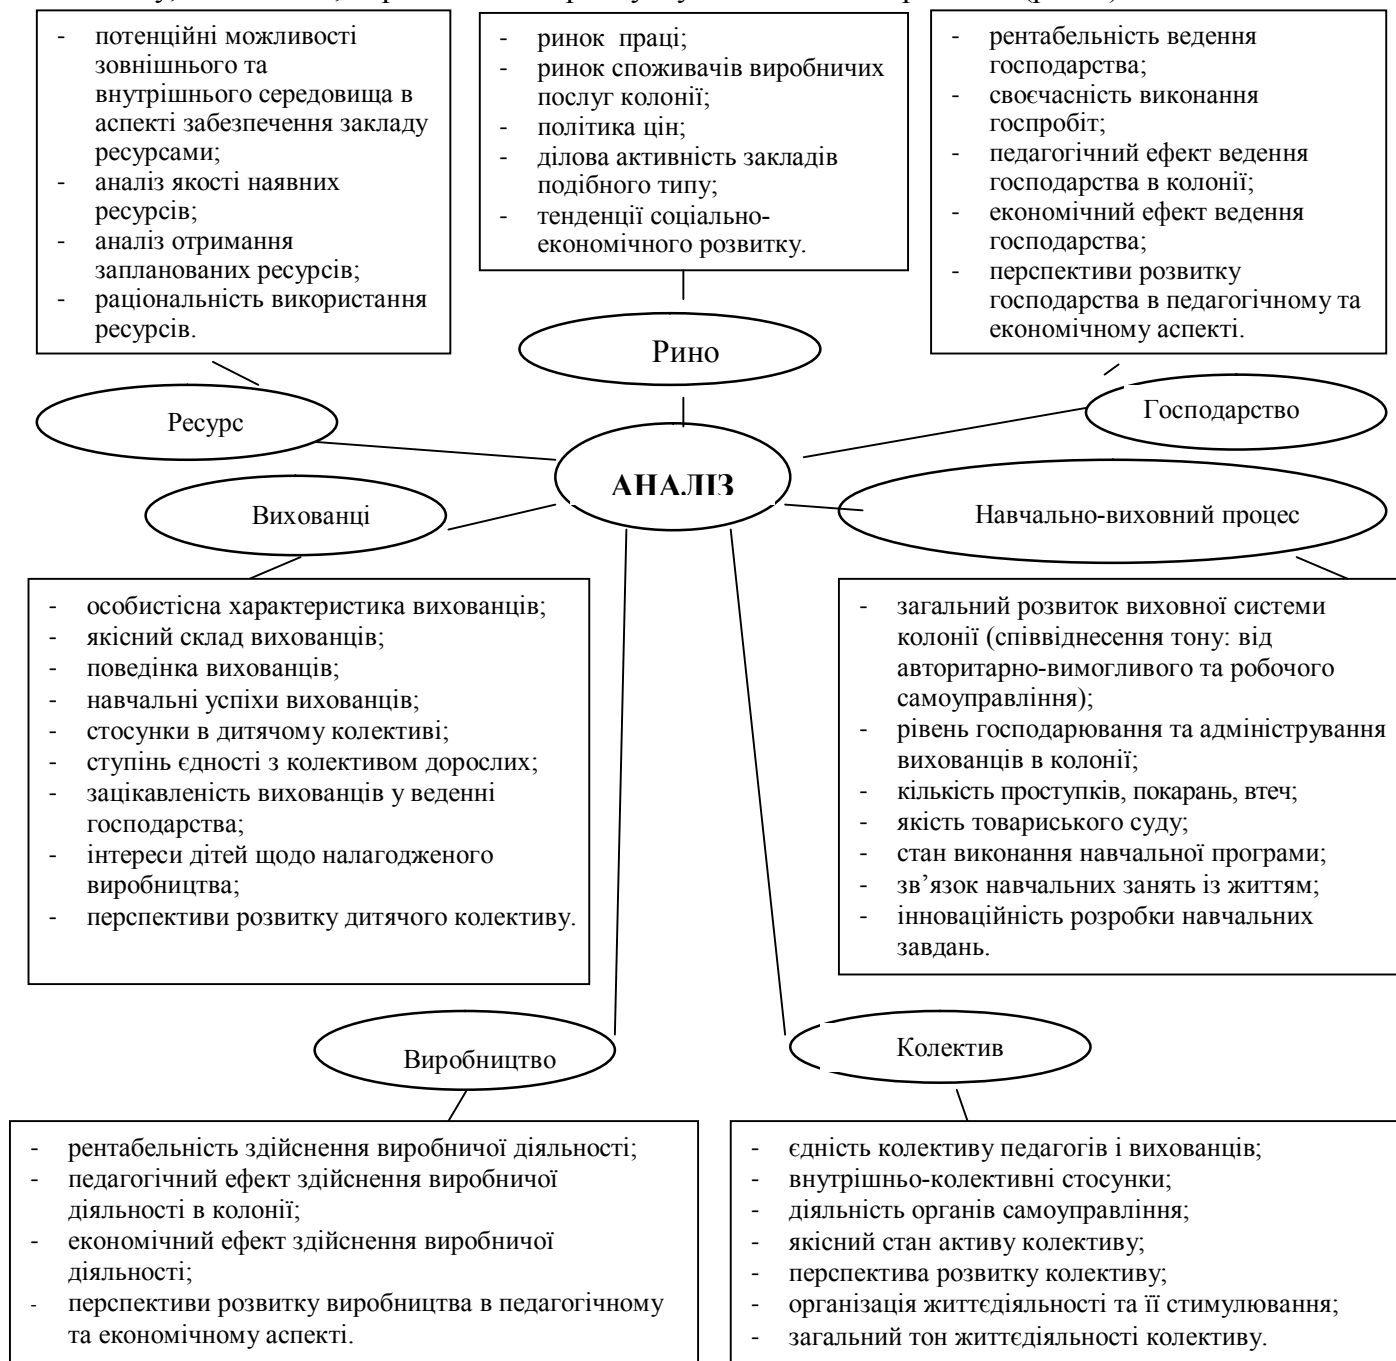 - потенційні можливості
зовнішнього та
внутрішнього середовища в
аспекті забезпечення закладу
ресурсами;
- аналіз якості наявних
ресурсів;
- аналіз отримання
запланованих ресурсів;
- раціональність використання
ресурсів.
- ринок праці;
- ринок споживачів виробничих
послуг колонії;
- політика цін;
- ділова активність закладів
подібного типу;
- тенденції соціально-
економічного розвитку.
- рентабельність ведення
господарства;
- своєчасність виконання
госпробіт;
- педагогічний ефект ведення
господарства в колонії;
- економічний ефект ведення
господарства;
- перспективи розвитку
господарства в педагогічному та
економічному аспекті.
Рино
Ресурс
Господарство
АНАЛІЗ
Вихованці
Навчально-виховний процес
- особистісна характеристика вихованців;
- якісний склад вихованців;
- поведінка вихованців;
- навчальні успіхи вихованців;
- стосунки в дитячому колективі;
- ступінь єдності з колективом дорослих;
- зацікавленість вихованців у веденні
господарства;
- інтереси дітей щодо налагодженого
виробництва;
- перспективи розвитку дитячого колективу.
- загальний розвиток виховної системи
колонії (співвіднесення тону: від
авторитарно-вимогливого та робочого
самоуправління);
- рівень господарювання та адміністрування
вихованців в колонії;
- кількість проступків, покарань, втеч;
- якість товариського суду;
- стан виконання навчальної програми;
- зв’язок навчальних занять із життям;
- інноваційність розробки навчальних
завдань.
Виробництво
Колектив
- рентабельність здійснення виробничої діяльності;
- педагогічний ефект здійснення виробничої
діяльності в колонії;
- економічний ефект здійснення виробничої
діяльності;
- перспективи розвитку виробництва в педагогічному
та економічному аспекті.
- єдність колективу педагогів і вихованців;
- внутрішньо-колективні стосунки;
- діяльність органів самоуправління;
- якісний стан активу колективу;
- перспектива розвитку колективу;
- організація життєдіяльності та її стимулювання;
- загальний тон життєдіяльності колективу.